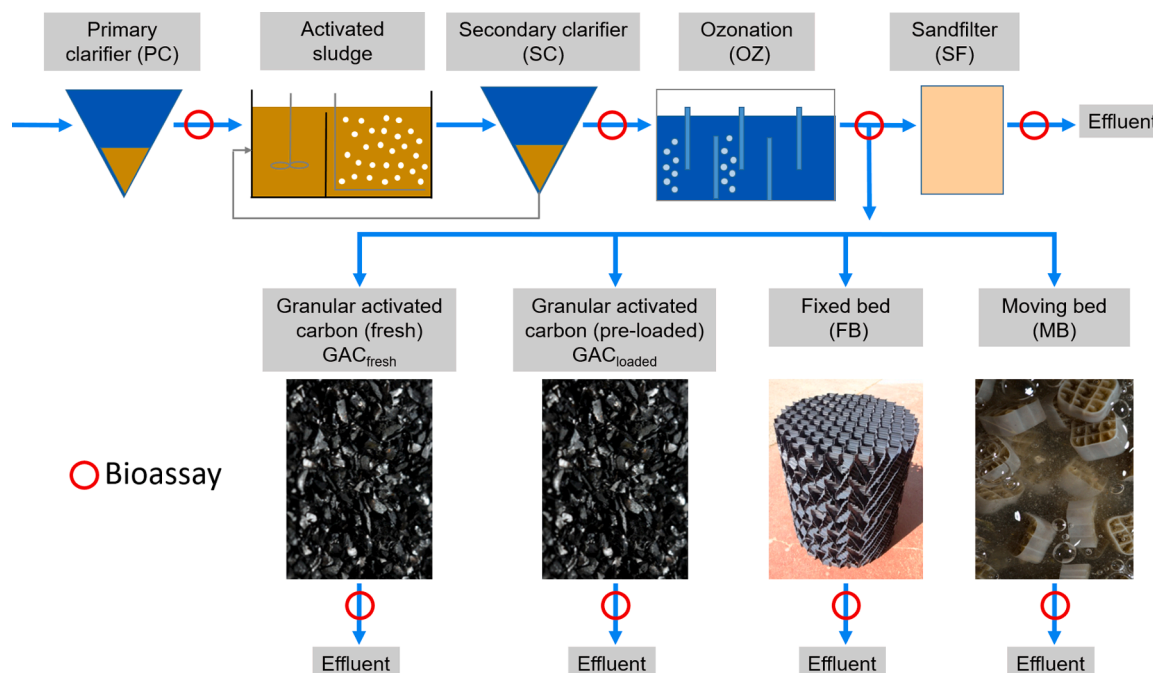 Primary
clarifier (PC)
Activated
sludge
Secondary clarifier
(SC)
Ozonation
(OZ)
Sandfilter
(SF)
Effluent
Granular activated
carbon (fresh)
GACfresh
Granular activated
carbon (pre-loaded)
GACloaded
Fixed bed
(FB)
Moving bed
(MB)
Bioassay
Effluent
Effluent
Effluent
Effluent